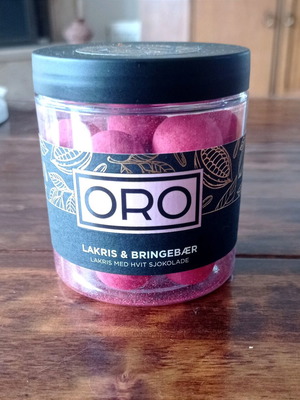 ORO
LAKRIS & BRINGEBÆR
LAKRIS MED HVIT SJOKOLADE